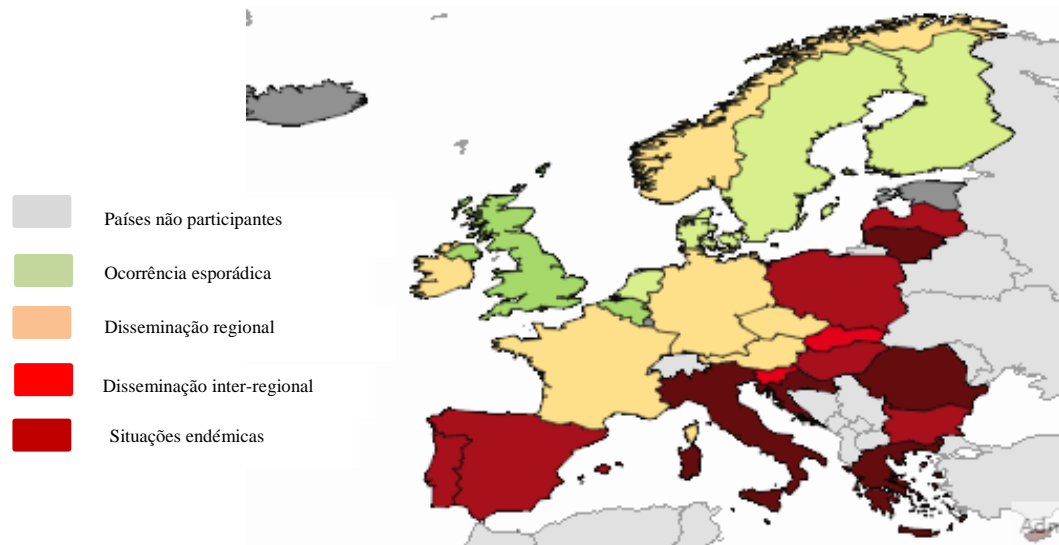 Países não participantes
Ocorrência esporádica
Disseminação regional
Disseminação inter-regional
Situações endémicas